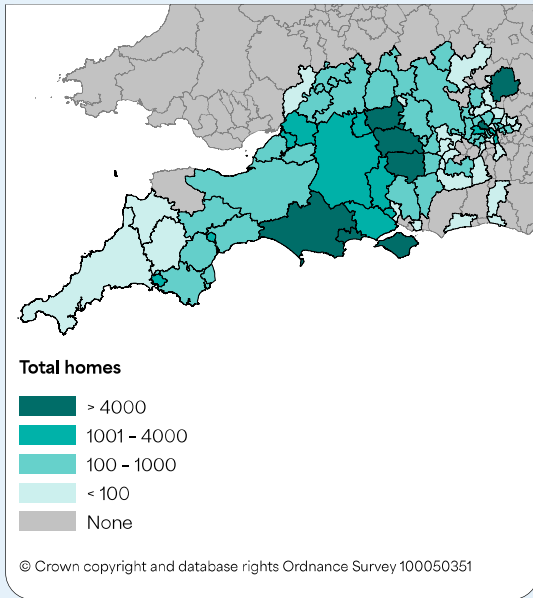 Total homes
> 4000
1001 – 4000
100 – 1000
< 100
None
© Crown copyright and database rights Ordnance Survey 100050351